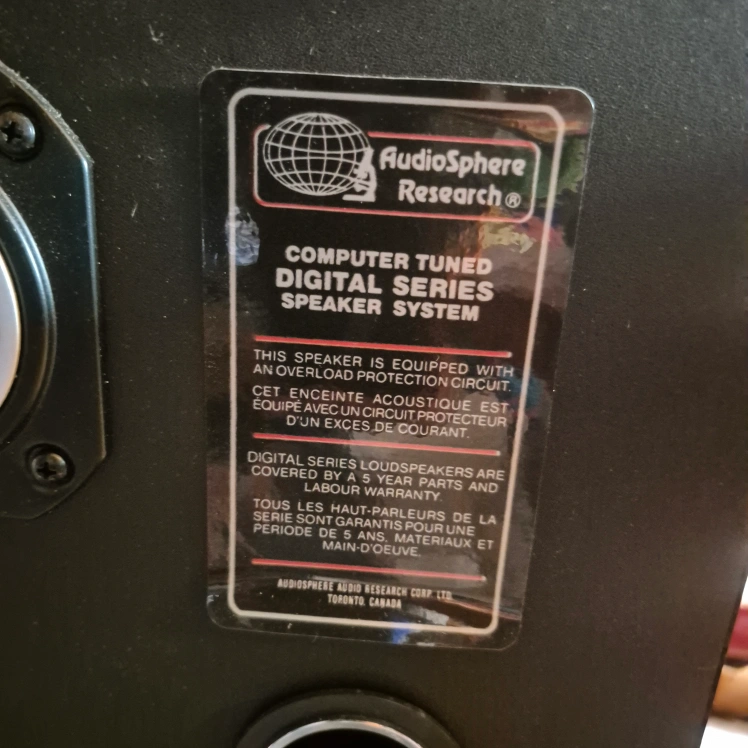 AudioSphere
Research®
COMPUTER TUNED
DIGITAL SERIES
SPEAKER SYSTEM
THIS SPEAKER IS EQUIPPED WITH
AN OVERLOAD PROTECTION CIRCUIT.
CET ENCEINTE ACOUSTIQUE EST
ÉQUIPÉ AVEC UN CIRCUIT PROTECTEUR
D'UN EXCES DE COURANT.
DIGITAL SERIES LOUDSPEAKERS ARE
COVERED BY A 5 YEAR PARTS AND
LABOUR WARRANTY.
TOUS LES HAUT-PARLEURS DE LA
SERIE SONT GARANTIS POUR UNE
PERIODE DE 5 ANS, MATERIAUX ET
MAIN-D'OEUVE.
AUDIOSPHERE AUDIO RESEARCH CORP. LTD.
TORONTO, CANADA